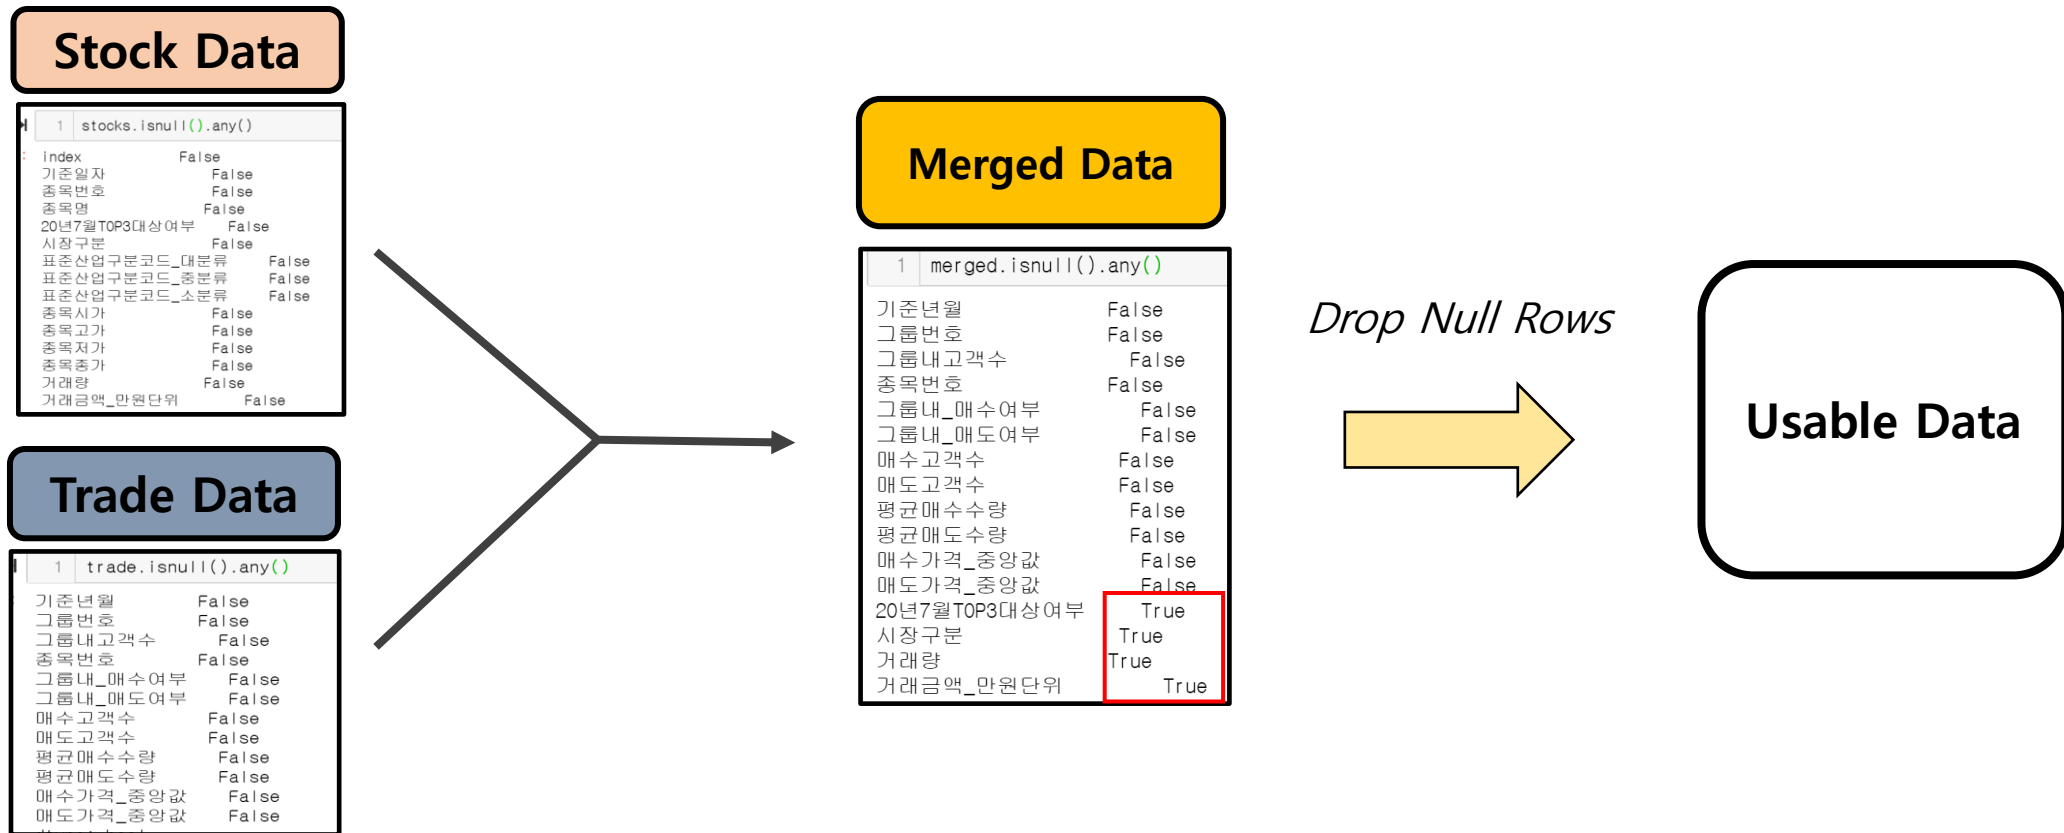 Stock Data
1 stocks.isnull().any()
index False
기준일자 False
종목번호 False
종목명 False
20년7월TOP3대상여부 False
시장구분 False
표준산업구분코드_대분류 False
표준산업구분코드_중분류 False
표준산업구분코드_소분류 False
종목시가 False
종목고가 False
종목저가 False
종목종가 False
거래량 False
거래금액_만원단위 False
Trade Data
1 trade.isnull().any()
기준년월 False
그룹번호 False
그룹내고객수 False
종목번호 False
그룹내_매수여부 False
그룹내_매도여부 False
매수고객수 False
매도고객수 False
평균매수수량 False
평균매도수량 False
매수가격_중앙값 False
매도가격_중앙값 False
Merged Data
1 merged.isnull().any()
기준년월 False
그룹번호 False
그룹내고객수 False
종목번호 False
그룹내_매수여부 False
그룹내_매도여부 False
매수고객수 False
매도고객수 False
평균매수수량 False
평균매도수량 False
매수가격_중앙값 False
매도가격_중앙값 False
20년7월TOP3대상여부 True
시장구분 True
거래량 True
거래금액_만원단위 True
Drop Null Rows
Usable Data